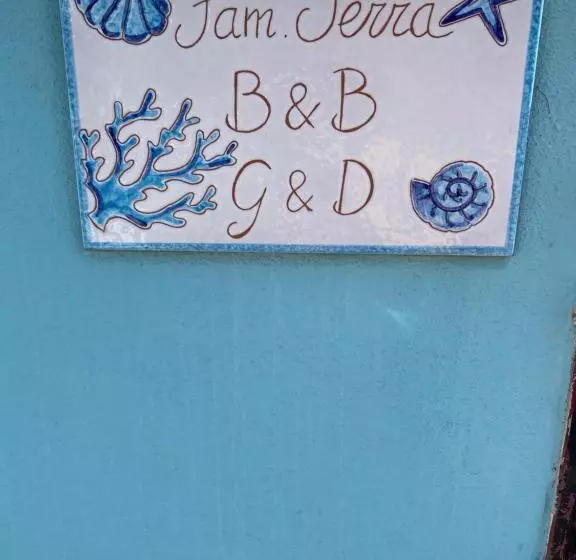 Fam. Serra
B & B
G & D